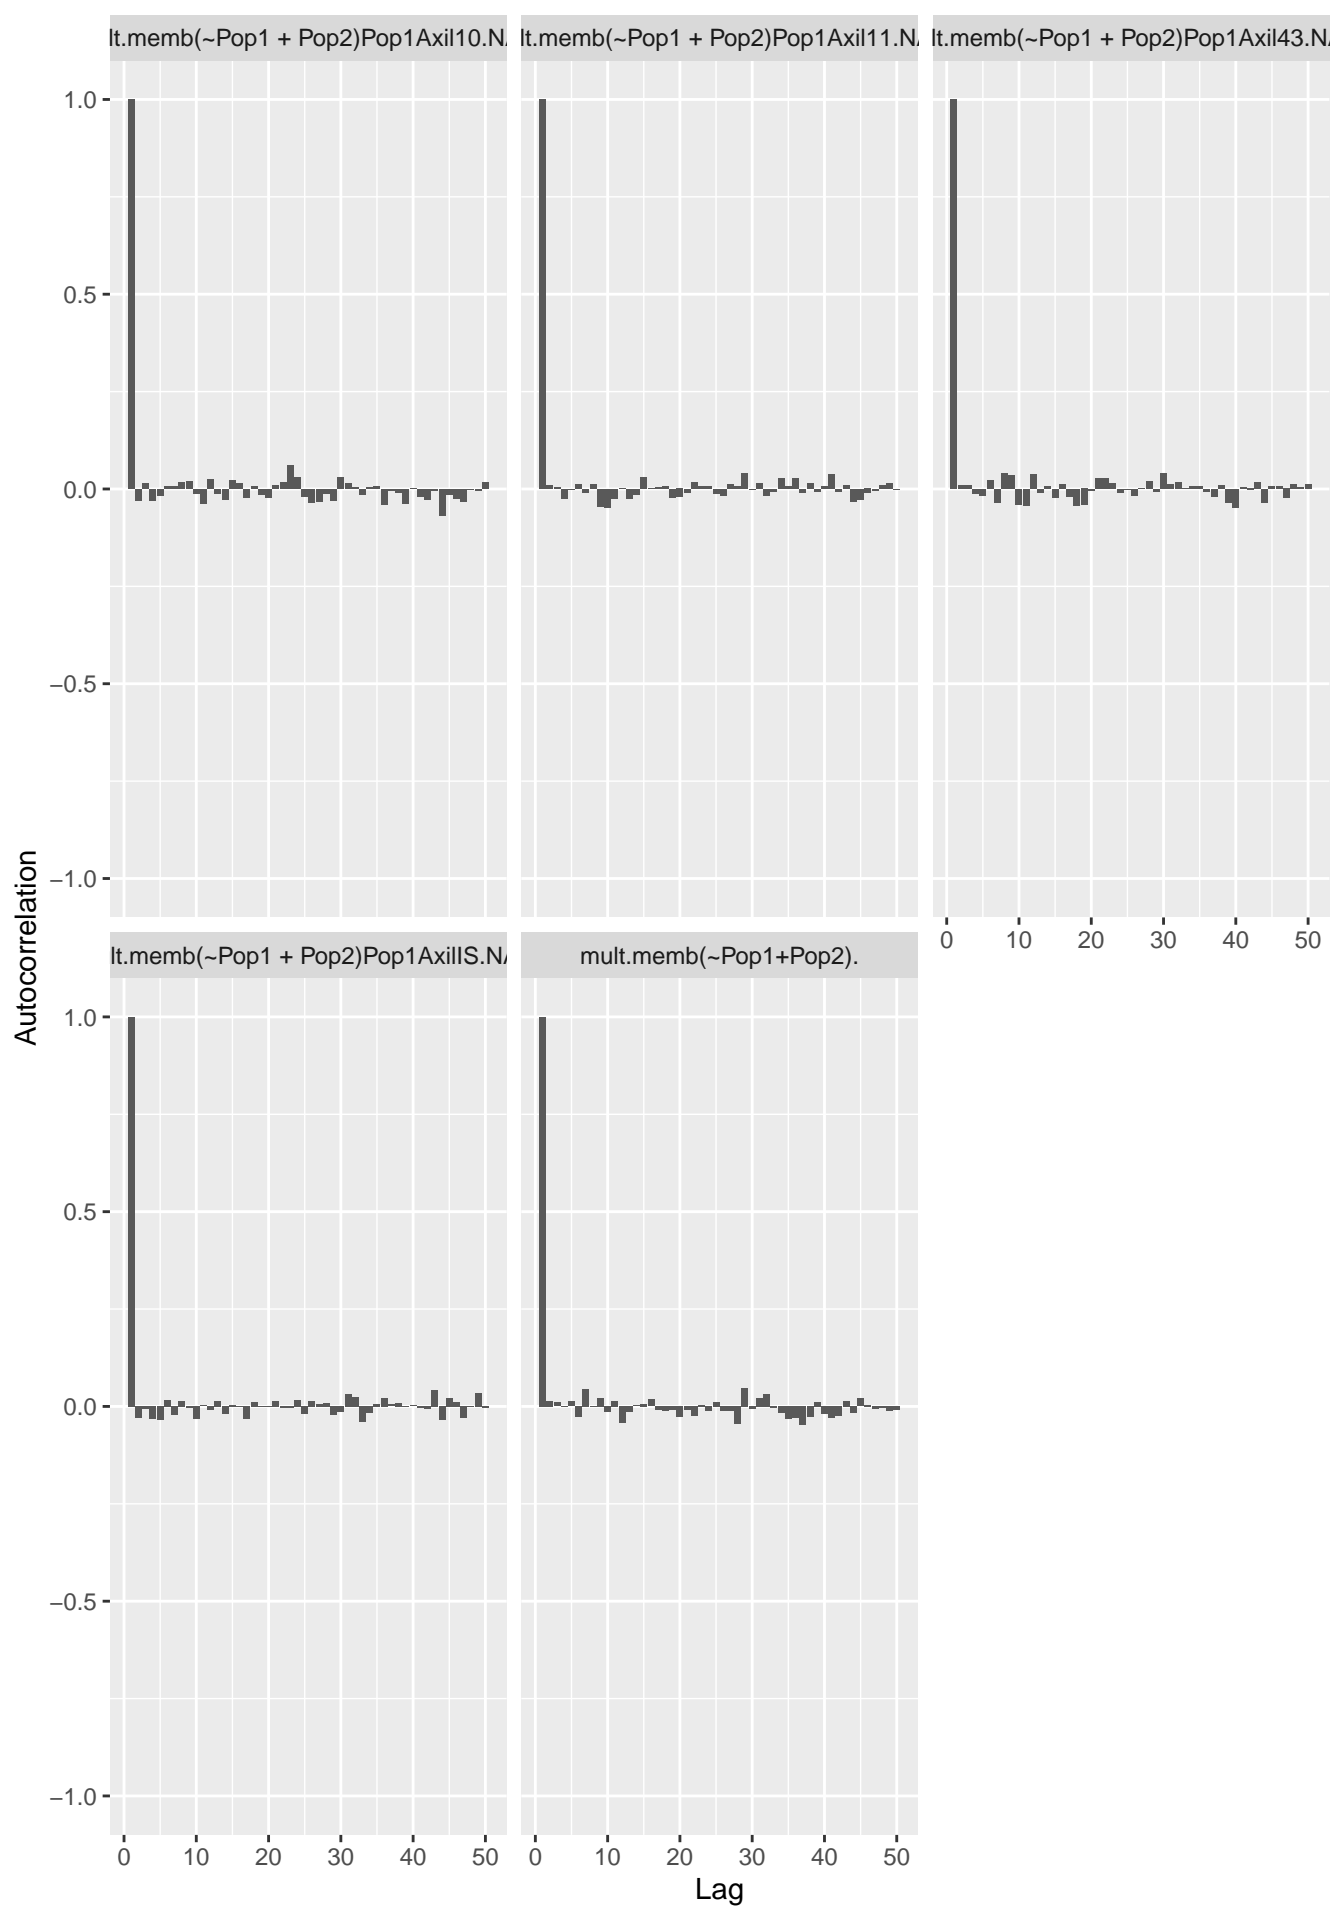 lt.memb(~Pop1 + Pop2)Pop1Axil10.N
lt.memb(~Pop1 + Pop2)Pop1Axil11.N
lt.memb(~Pop1 + Pop2)Pop1Axil43.N
1.0
0.5
0.0
−0.5
−1.0
0 10 20 30 40 50
lt.memb(~Pop1 + Pop2)Pop1AxilIS.N
mult.memb(~Pop1+Pop2).
1.0
0.5
0.0
−0.5
−1.0
0 10 20 30 40 50
0 10 20 30 40 50
Autocorrelation
Lag